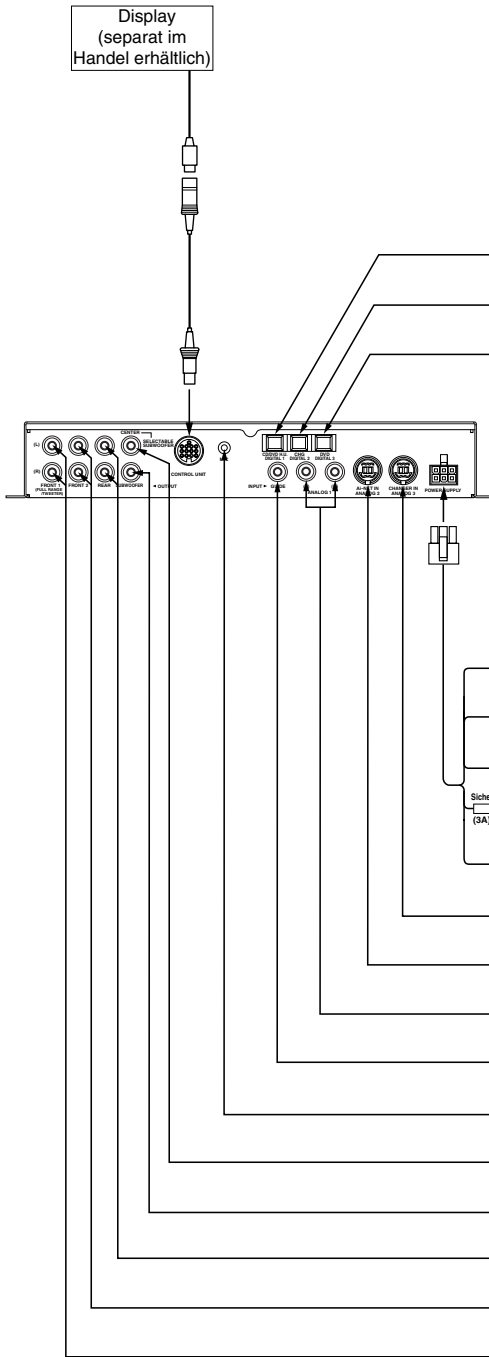 Display
(separat im
Handel erhältlich)
CENTER
(L)
SELECTABLE
SUBWOOFER
CD/DVD H.U.
DIGITAL 1
CHG
DIGITAL 2
DVD
DIGITAL 3
(R)
CONTROL UNIT
FRONT 1
(FULL RANGE
/TWEETER)
FRONT 2
REAR
SUBWOOFER
◄ OUTPUT
INPUT ►
GUIDE
ANALOG 1
AI-NET IN
ANALOG 2
CHANGER IN
ANALOG 3
POWER SUPPLY
Siche
(3A)